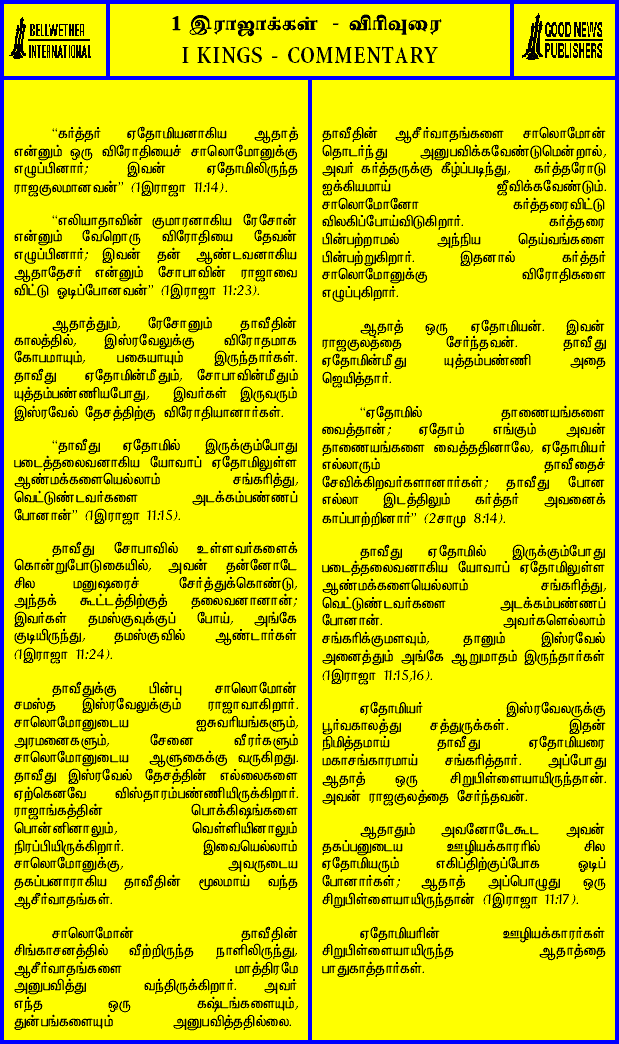 BELLWETHER
INTERNATIONAL
1 இராஜாக்கள் - விரிவுரை
I KINGS - COMMENTARY
GOOD NEWS
PUBLISHERS
“கர்த்தர் ஏதோமியனாகிய ஆதாத்
என்னும் ஒரு விரோதியைச் சாலொமோனுக்கு
எழுப்பினார்; இவன் ஏதோமிலிருந்த
ராஜகுலமானவன்” (1இராஜா 11:14).
“எலியாதாவின் குமாரனாகிய ரேசோன்
என்னும் வேறொரு விரோதியை தேவன்
எழுப்பினார்; இவன் தன் ஆண்டவனாகிய
ஆதாதேசர் என்னும் சோபாவின் ராஜாவை
விட்டு ஓடிப்போனவன்” (1இராஜா 11:23).
ஆதாத்தும், ரேசோனும் தாவீதின்
காலத்தில், இஸ்ரவேலுக்கு விரோதமாக
கோபமாயும், பகையாயும் இருந்தார்கள்.
தாவீது ஏதோமின்மீதும், சோபாவின்மீதும்
யுத்தம்பண்ணியபோது, இவர்கள் இருவரும்
இஸ்ரவேல் தேசத்திற்கு விரோதியானார்கள்.
“தாவீது ஏதோமில் இருக்கும்போது
படைத்தலைவனாகிய யோவாப் ஏதோமிலுள்ள
ஆண்மக்களையெல்லாம் சங்கரித்து,
வெட்டுண்டவர்களை அடக்கம்பண்ணப்
போனான்” (1இராஜா 11:15).
தாவீது சோபாவில் உள்ளவர்களைக்
கொன்றுபோடுகையில், அவன் தன்னோடே
சில மனுஷரைச் சேர்த்துக்கொண்டு,
அந்தக் கூட்டத்திற்குத் தலைவனானான்;
இவர்கள் தமஸ்குவுக்குப் போய், அங்கே
குடியிருந்து, தமஸ்குவில் ஆண்டார்கள்
(1இராஜா 11:24).
தாவீதுக்கு பின்பு சாலொமோன்
சமஸ்த இஸ்ரவேலுக்கும் ராஜாவாகிறார்.
சாலொமோனுடைய ஐசுவரியங்களும்,
அரமனைகளும், சேனை வீரர்களும்
சாலொமோனுடைய ஆளுகைக்கு வருகிறது.
தாவீது இஸ்ரவேல் தேசத்தின் எல்லைகளை
ஏற்கெனவே விஸ்தாரம்பண்ணியிருக்கிறார்.
ராஜாங்கத்தின் பொக்கிஷங்களை
பொன்னினாலும், வெள்ளியினாலும்
நிரப்பியிருக்கிறார். இவையெல்லாம்
சாலொமோனுக்கு, அவருடைய
தகப்பனாராகிய தாவீதின் மூலமாய் வந்த
ஆசீர்வாதங்கள்.
சாலொமோன் தாவீதின்
சிங்காசனத்தில் வீற்றிருந்த நாளிலிருந்து,
ஆசீர்வாதங்களை மாத்திரமே
அனுபவித்து வந்திருக்கிறார். அவர்
எந்த ஒரு கஷ்டங்களையும்,
துன்பங்களையும் அனுபவித்ததில்லை.
தாவீதின் ஆசீர்வாதங்களை சாலொமோன்
தொடர்ந்து அனுபவிக்கவேண்டுமென்றால்,
அவர் கர்த்தருக்கு கீழ்ப்படிந்து, கர்த்தரோடு
ஐக்கியமாய் ஜீவிக்கவேண்டும்.
சாலொமோனோ கர்த்தரைவிட்டு
விலகிப்போய்விடுகிறார். கர்த்தரை
பின்பற்றாமல் அந்நிய தெய்வங்களை
பின்பற்றுகிறார். இதனால் கர்த்தர்
சாலொமோனுக்கு விரோதிகளை
எழுப்புகிறார்.
ஆதாத் ஒரு ஏதோமியன். இவன்
ராஜகுலத்தை சேர்ந்தவன். தாவீது
ஏதோமின்மீது யுத்தம்பண்ணி அதை
ஜெயித்தார்.
“ஏதோமில் தாணையங்களை
வைத்தான்; ஏதோம் எங்கும் அவன்
தாணையங்களை வைத்ததினாலே, ஏதோமியர்
எல்லாரும் தாவீதைச்
சேவிக்கிறவர்களானார்கள்; தாவீது போன
எல்லா இடத்திலும் கர்த்தர் அவனைக்
காப்பாற்றினார்” (2சாமு 8:14).
தாவீது ஏதோமில் இருக்கும்போது
படைத்தலைவனாகிய யோவாப் ஏதோமிலுள்ள
ஆண்மக்களையெல்லாம் சங்கரித்து,
வெட்டுண்டவர்களை அடக்கம்பண்ணப்
போனான். அவர்களெல்லாம்
சங்கரிக்குமளவும், தானும் இஸ்ரவேல்
அனைத்தும் அங்கே ஆறுமாதம் இருந்தார்கள்
(1இராஜா 11:15,16).
ஏதோமியர் இஸ்ரவேலருக்கு
பூர்வகாலத்து சத்துருக்கள். இதன்
நிமித்தமாய் தாவீது ஏதோமியரை
மகாசங்காரமாய் சங்கரித்தார். அப்போது
ஆதாத் ஒரு சிறுபிள்ளையாயிருந்தான்.
அவன் ராஜகுலத்தை சேர்ந்தவன்.
ஆதாதும் அவனோடேகூட அவன்
தகப்பனுடைய ஊழியக்காரரில் சில
ஏதோமியரும் எகிப்திற்குப்போக ஓடிப்
போனார்கள்; ஆதாத் அப்பொழுது ஒரு
சிறுபிள்ளையாயிருந்தான் (1இராஜா 11:17).
ஏதோமியரின் ஊழியக்காரர்கள்
சிறுபிள்ளையாயிருந்த ஆதாத்தை
பாதுகாத்தார்கள்.